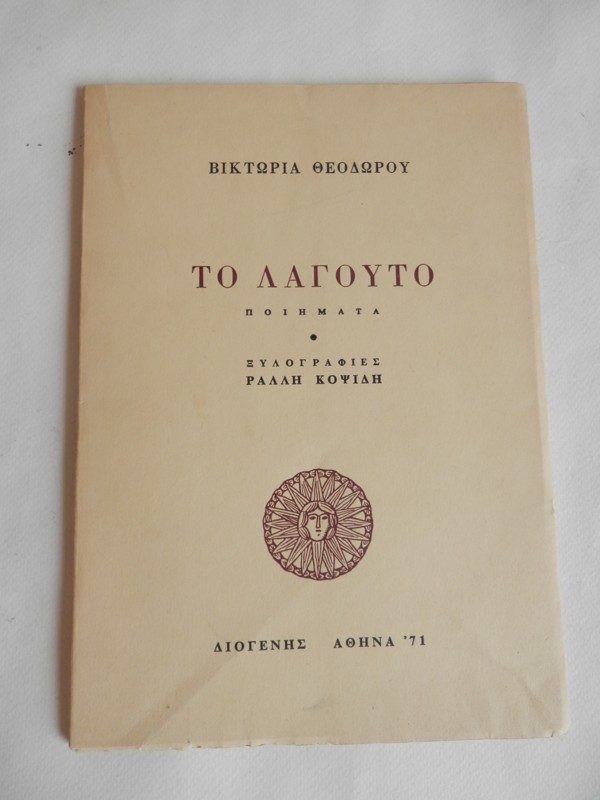 ΒΙΚΤΩΡΙΑ ΘΕΟΔΩΡΟΥ
ΤΟ ΛΑΓΟΥΤΟ
ΠΟΙΗΜΑΤΑ
ΞΥΛΟΓΡΑΦΙΕΣ
ΡΑΛΛΗ ΚΟΨΙΔΗ
ΔΙΟΓΕΝΗΣ ΑΘΗΝΑ '71